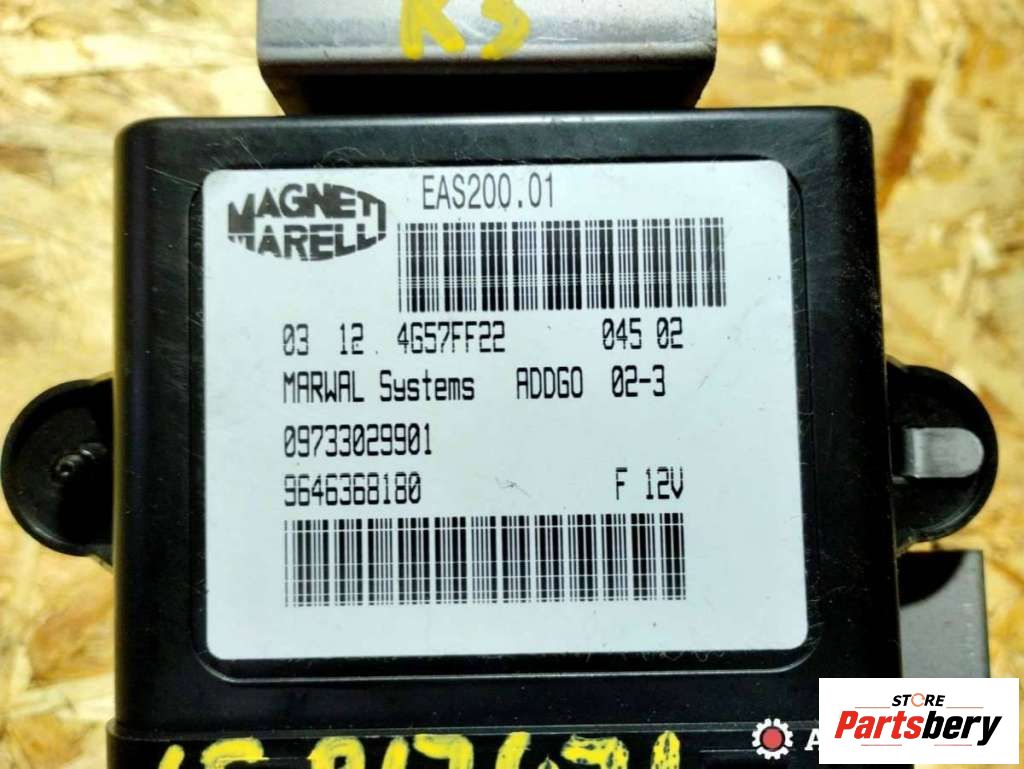 K5
MAGNETI
MARELLI
EAS200.01
03 12 4G57FF22 045 02
MARWAL Systems ADDGO 02-3
09733029901
9646368180 F 12V
STORE
Partsbery